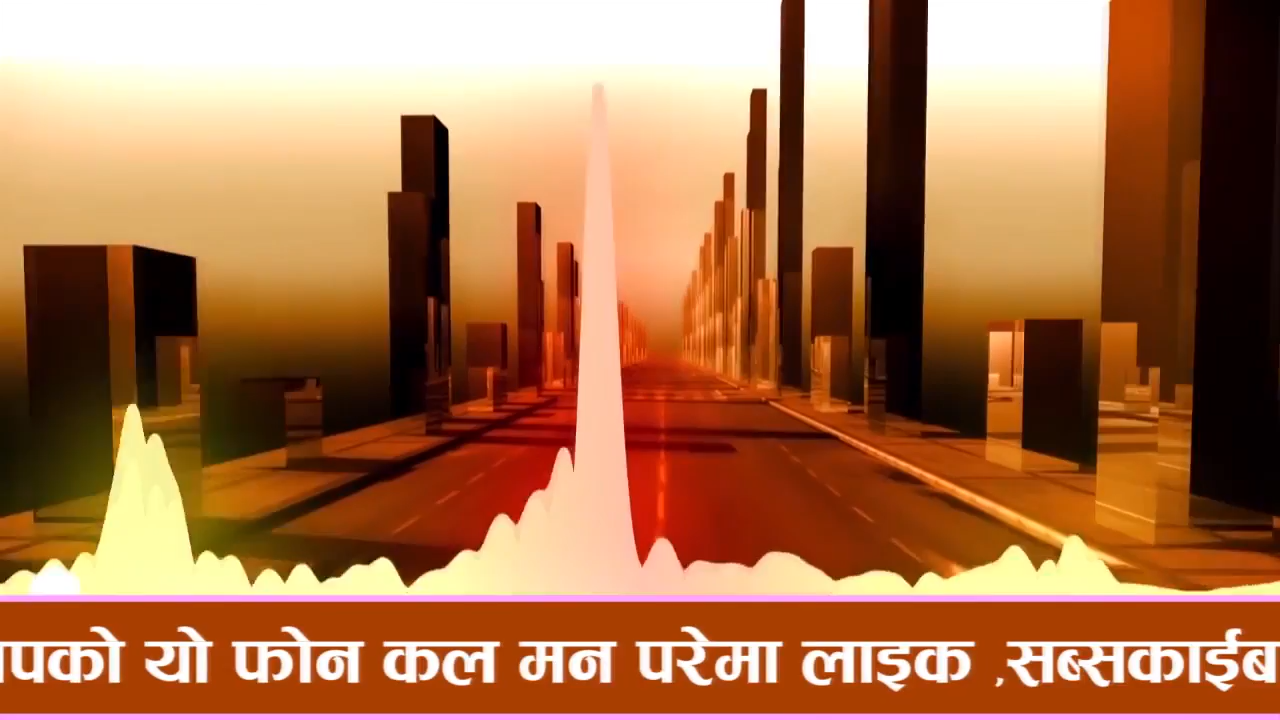 पको यो फोन कल मन परेमा लाइक ,सब्सकाईब